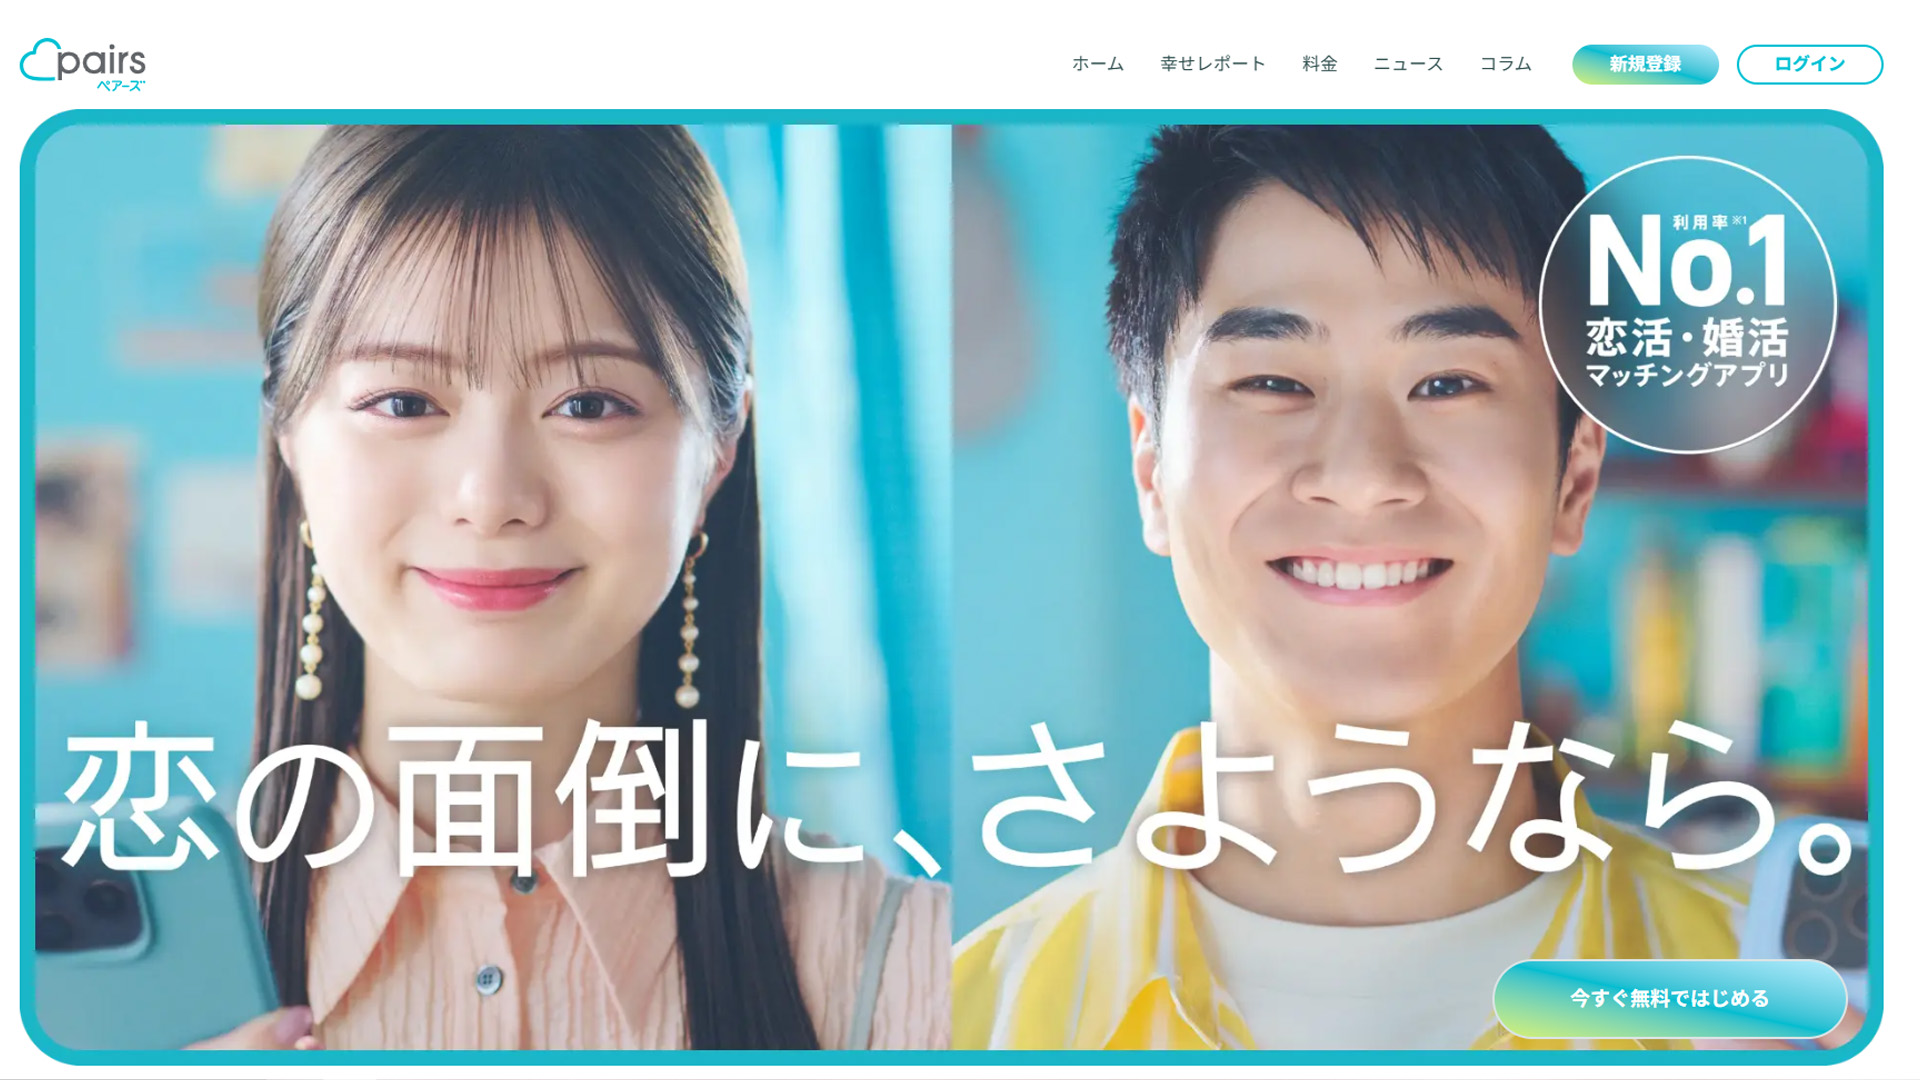 pairs
ペアーズ
ホーム 幸せレポート 料金 ニュース コラム 新規登録 ログイン
利用率※1
No.1
恋活・婚活
マッチングアプリ
恋の面倒に、さようなら。
今すぐ無料ではじめる